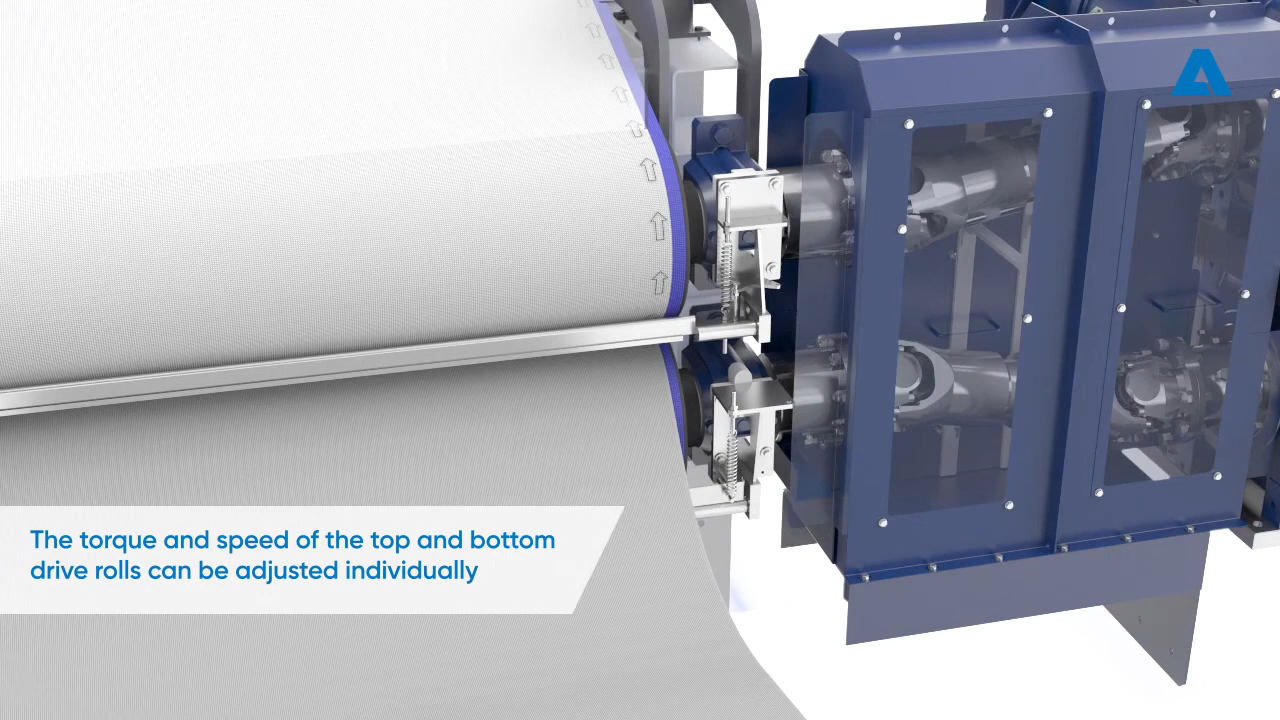 The torque and speed of the top and bottom
drive rolls can be adjusted individually